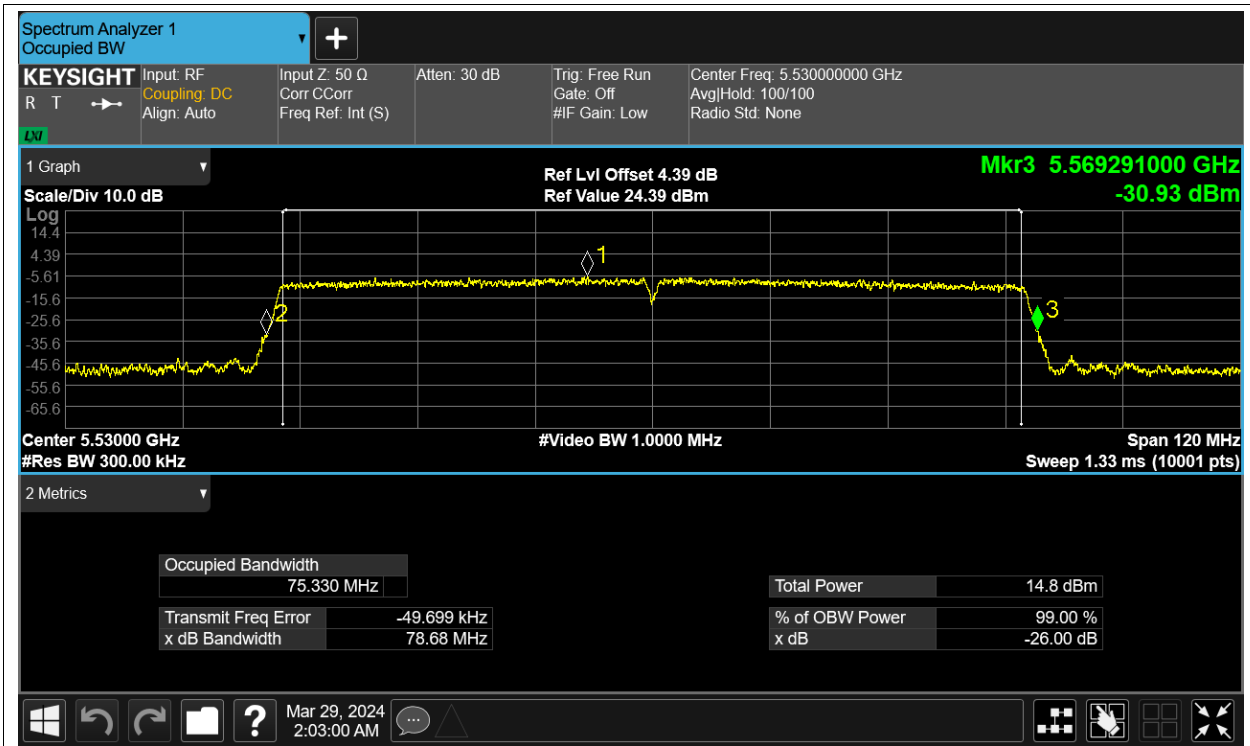 Spectrum Analyzer 1
Occupied BW
KEYSIGHT
R T
LXI
Input: RF
Coupling: DC
Align: Auto
Input Z: 50 Ω
Corr CCorr
Freq Ref: Int (S)
Atten: 30 dB
Trig: Free Run
Gate: Off
#IF Gain: Low
Center Freq: 5.530000000 GHz
Avg|Hold: 100/100
Radio Std: None
1 Graph
Scale/Div 10.0 dB
Ref Lvl Offset 4.39 dB
Ref Value 24.39 dBm
Mkr3 5.569291000 GHz
-30.93 dBm
Log
14.4
4.39
-5.61
-15.6
-25.6
-35.6
-45.6
-55.6
-65.6
1
2
3
Center 5.53000 GHz
#Res BW 300.00 kHz
#Video BW 1.0000 MHz
Span 120 MHz
Sweep 1.33 ms (10001 pts)
2 Metrics
Occupied Bandwidth
75.330 MHz
Transmit Freq Error -49.699 kHz
x dB Bandwidth 78.68 MHz
Total Power 14.8 dBm
% of OBW Power 99.00 %
x dB -26.00 dB
?
Mar 29, 2024
2:03:00 AM